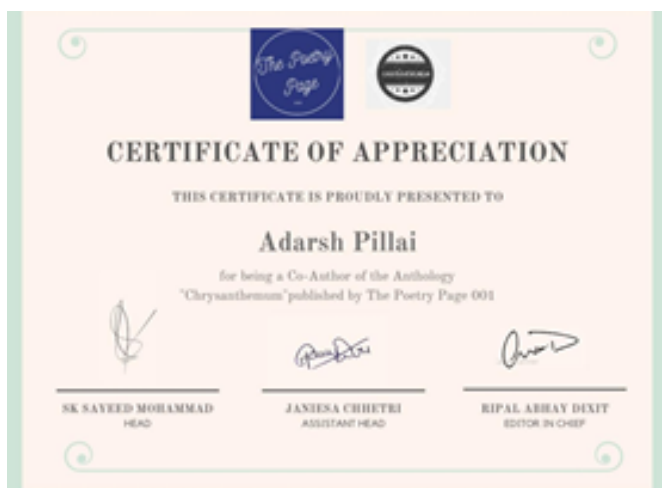 The Poetry
Page
CERTIFICATE OF APPRECIATION
THIS CERTIFICATE IS PROUDLY PRESENTED TO
Adarsh Pillai
for being a Co-Author of the Anthology
"Chrysanthemum"published by The Poetry Page 001
SK SAYEED MOHAMMAD
HEAD
JANIESA CHHETRI
ASSISTANT HEAD
RIPAL ABHAY DIXIT
EDITOR IN CHIEF